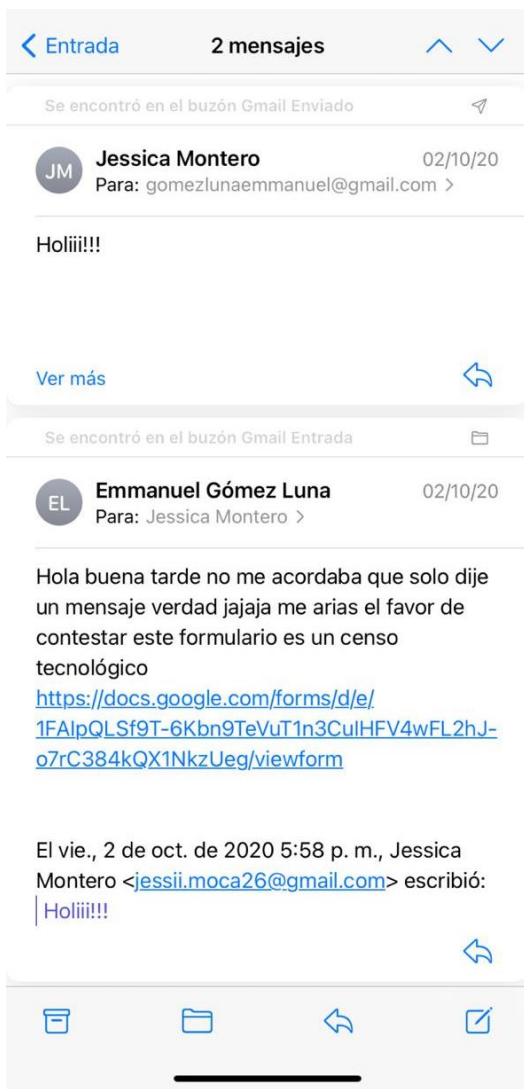 Entrada
2 mensajes
Se encontró en el buzón Gmail Enviado
JM
Jessica Montero
02/10/20
Para: gomezlunaemmanuel@gmail.com >
Holiii!!!
Ver más
Se encontró en el buzón Gmail Entrada
EL
Emmanuel Gómez Luna
02/10/20
Para: Jessica Montero >
Hola buena tarde no me acordaba que solo dije
un mensaje verdad jajaja me arias el favor de
contestar este formulario es un censo
tecnológico
https://docs.google.com/forms/d/e/
1FAIpQLSf9T-6Kbn9TeVuT1n3CuIHFV4wFL2hJ-
o7rC384kQX1NkzUeg/viewform
El vie., 2 de oct. de 2020 5:58 p. m., Jessica
Montero <jessii.moca26@gmail.com> escribió:
Holiii!!!